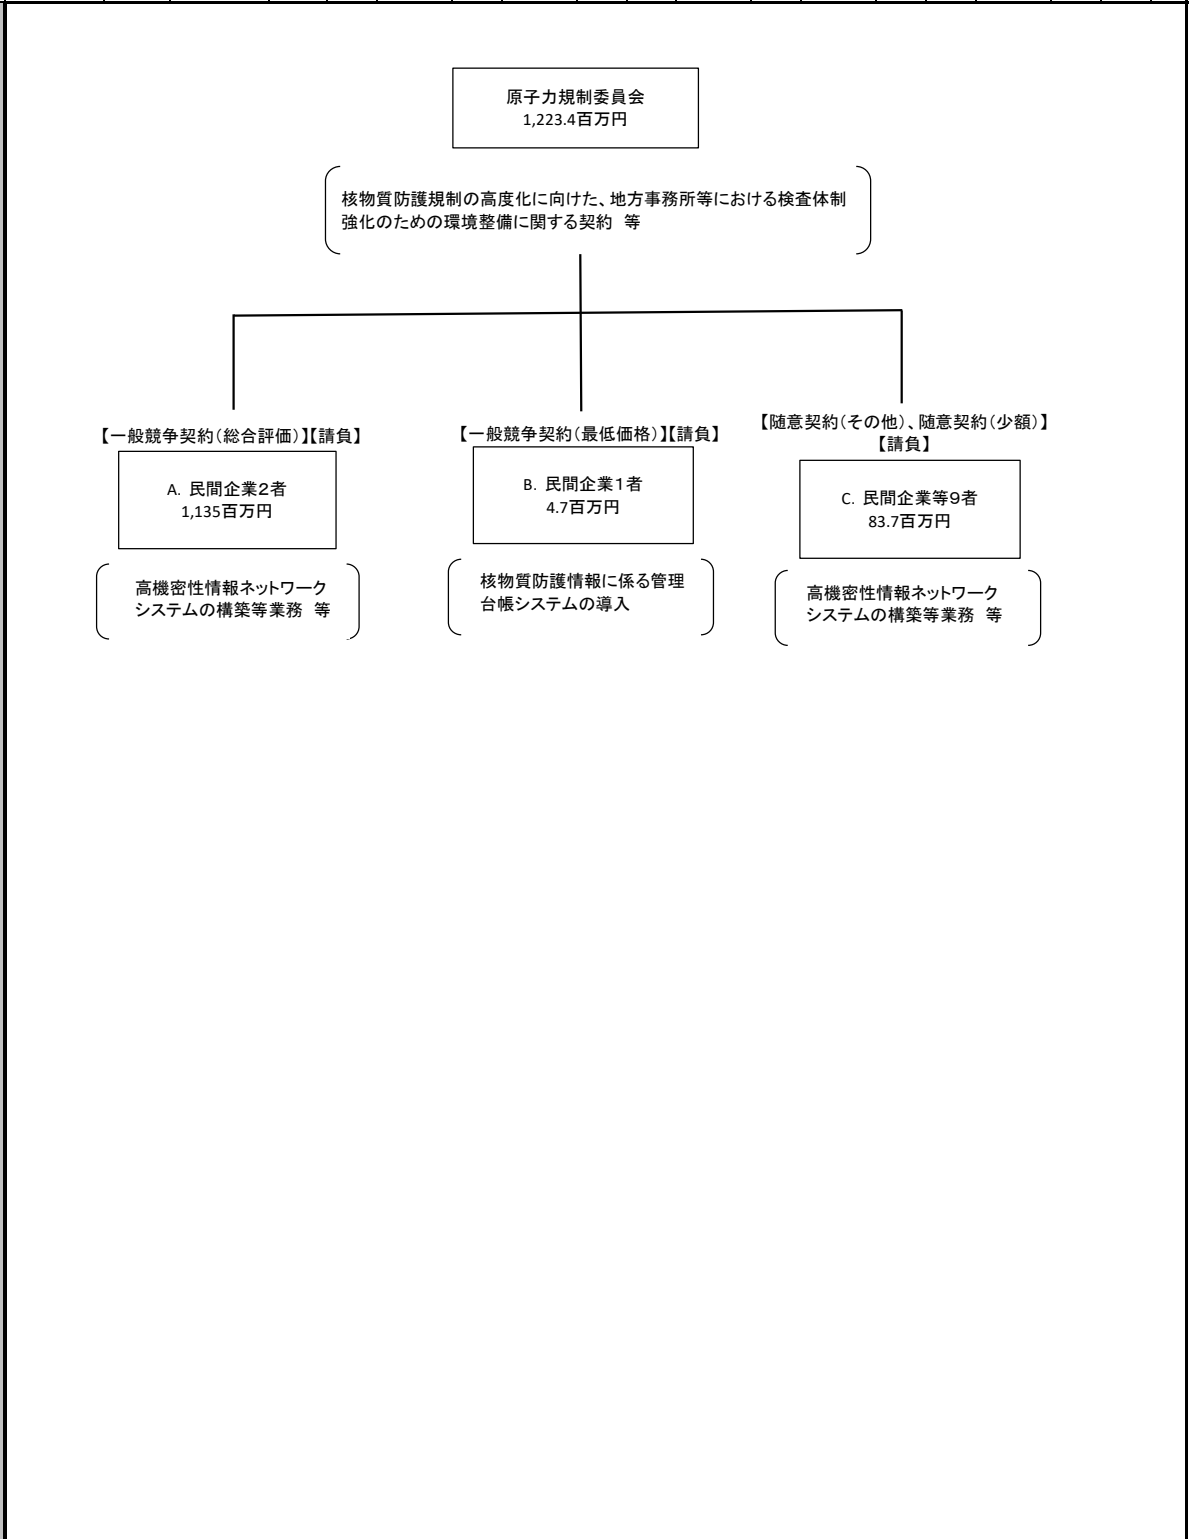 原子力規制委員会
1,223.4百万円
核物質防護規制の高度化に向けた、地方事務所等における検査体制
強化のための環境整備に関する契約　等
【一般競争契約（総合評価）】【請負】
A. 民間企業２者
1,135百万円
高機密性情報ネットワーク
システムの構築等業務　等
【一般競争契約（最低価格）】【請負】
B. 民間企業１者
4.7百万円
核物質防護情報に係る管理
台帳システムの導入
【随意契約（その他）、随意契約（少額）】
【請負】
C. 民間企業等９者
83.7百万円
高機密性情報ネットワーク
システムの構築等業務　等